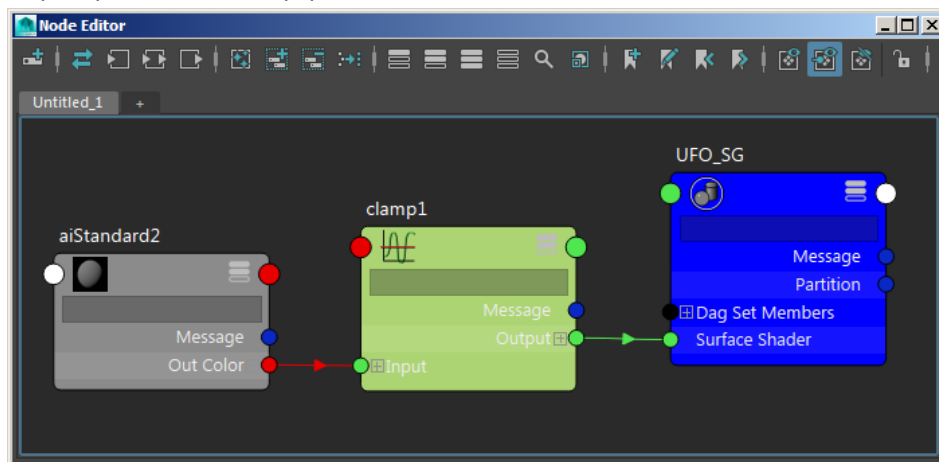 Node Editor
Untitled_1 +
UFO_SG
clamp1
aiStandard2
Message
Partition
Message
Dag Set Members
Message
Output
Surface Shader
Out Color
Input